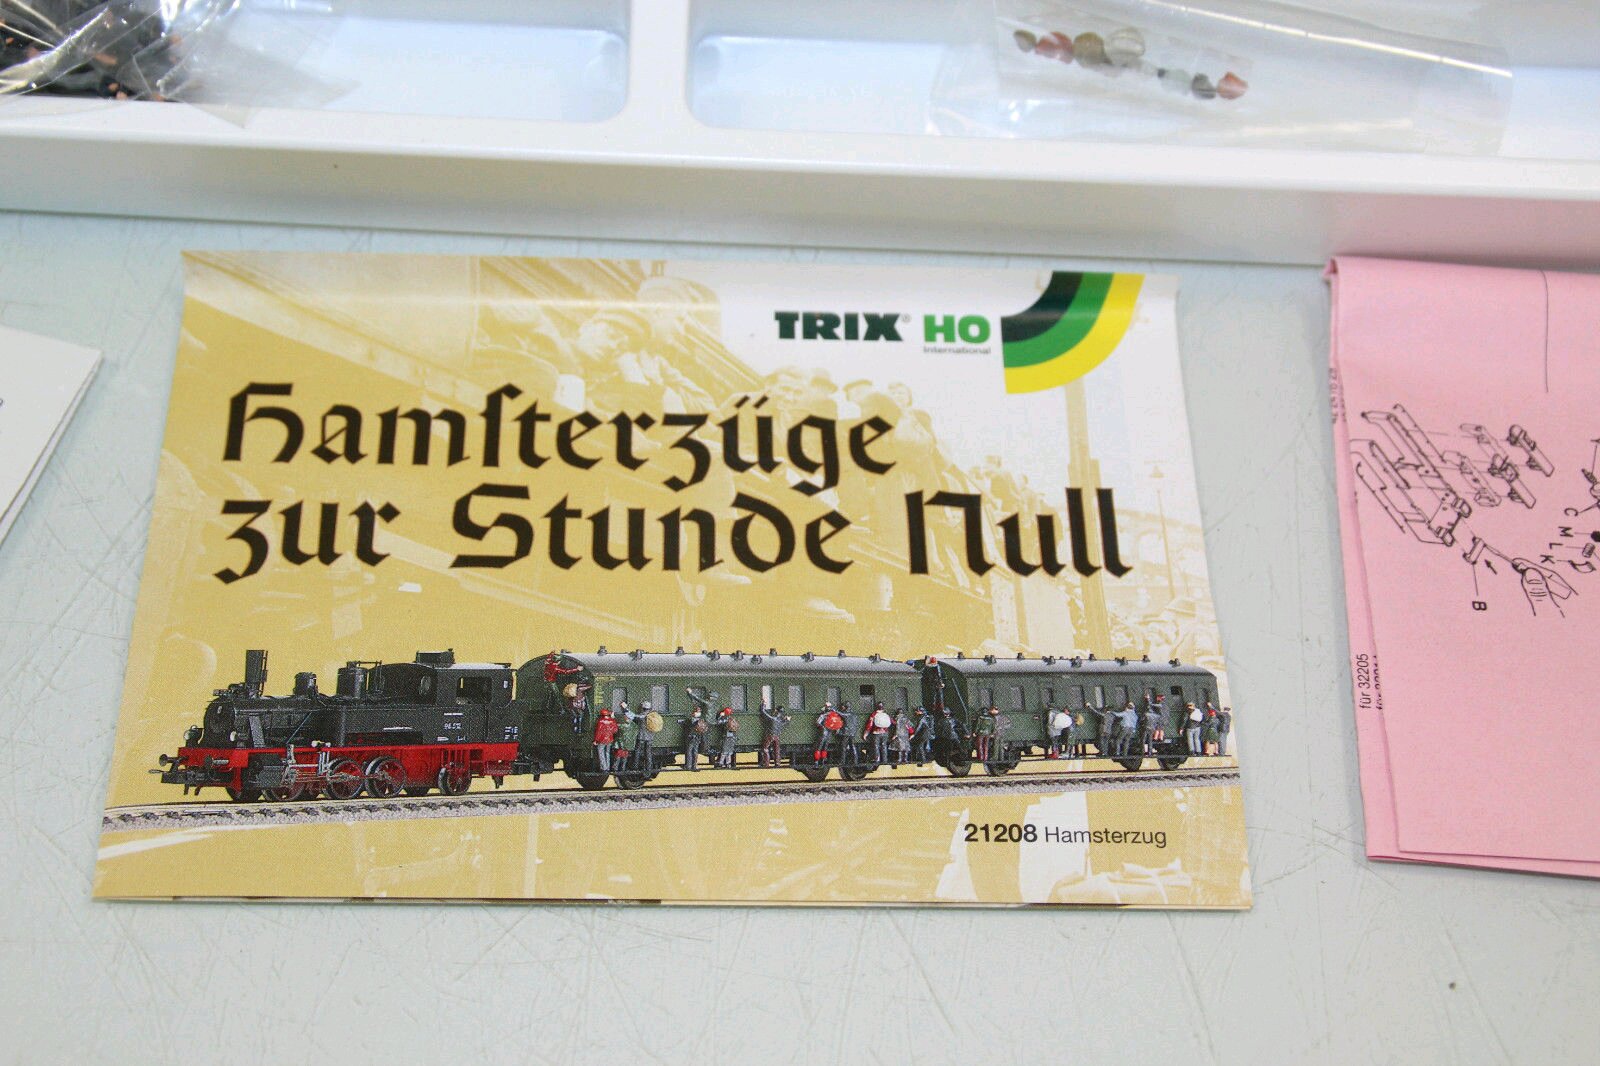 TRIX® HO
international
Hamſterzüge
zur Stunde Null
21208 Hamsterzug
C M L K
D
B
für 32205